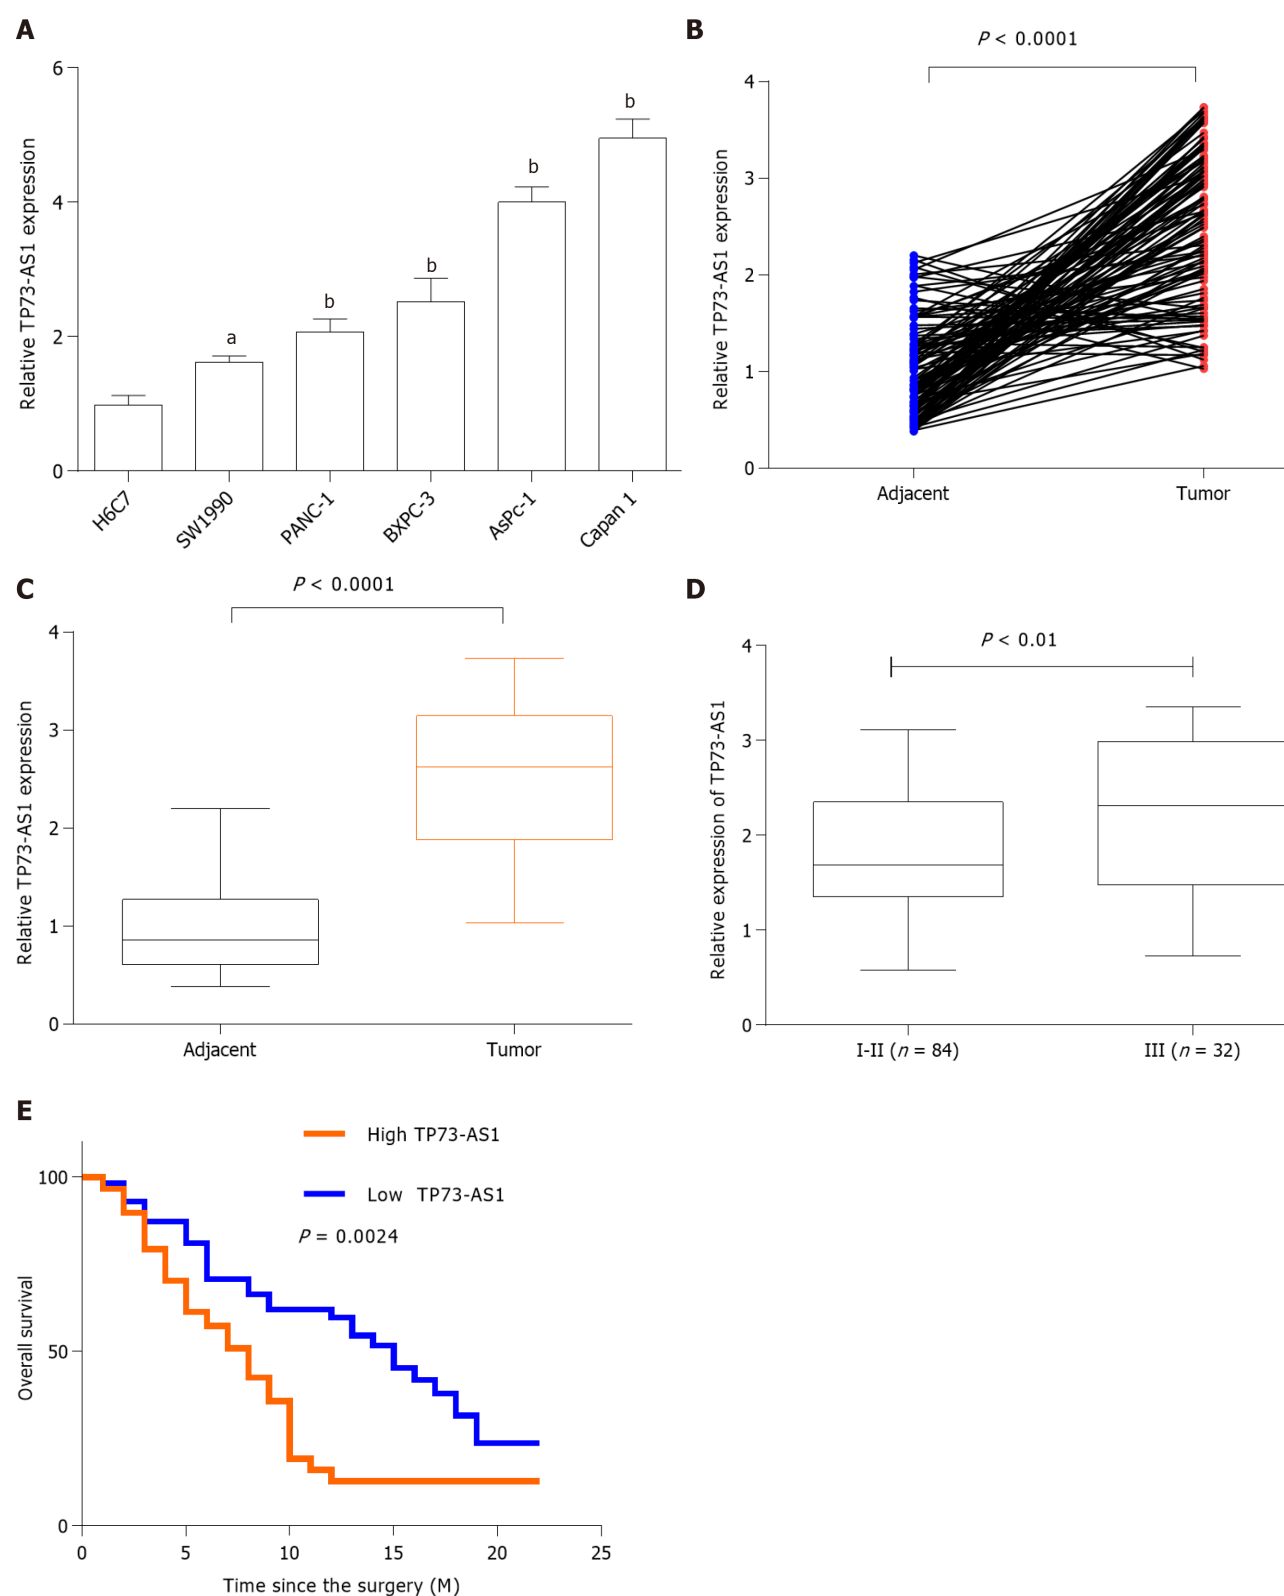 A
Relative TP73-AS1 expression
6
4
2
0
a
b
b
b
b
H6C7
SW1990
PANC-1
BXPC-3
AsPc-1
Capan 1
B
P < 0.0001
Relative TP73-AS1 expression
4
3
2
1
0
Adjacent
Tumor
C
P < 0.0001
Relative TP73-AS1 expression
4
3
2
1
0
Adjacent
Tumor
D
P < 0.01
Relative expression of TP73-AS1
4
3
2
1
0
I-II (n = 84)
III (n = 32)
E
High TP73-AS1
Low TP73-AS1
P = 0.0024
Overall survival
100
50
0
0
5
10
15
20
25
Time since the surgery (M)